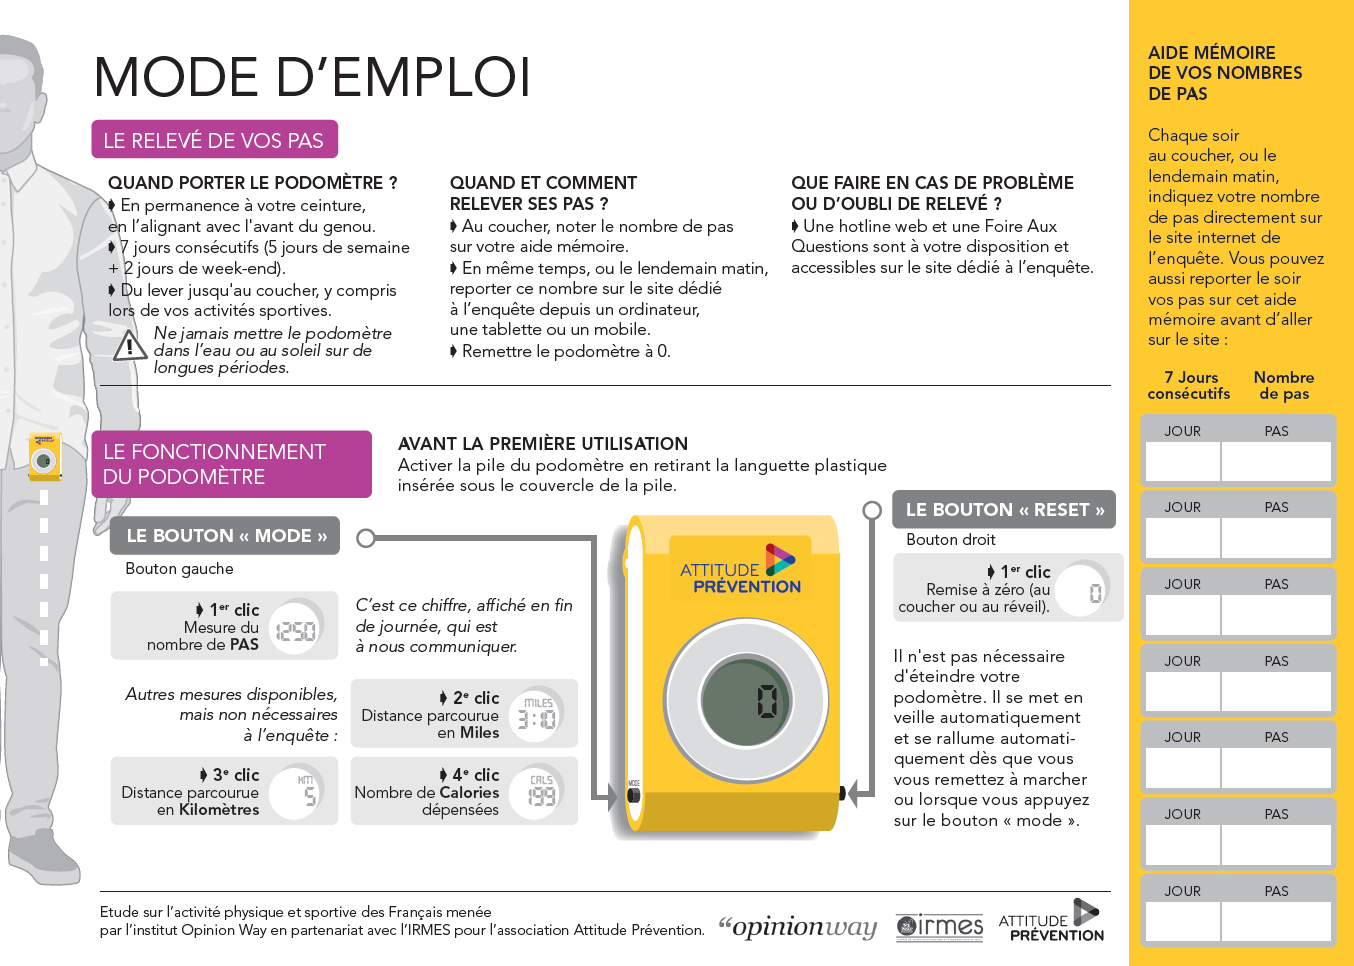 MODE D’EMPLOI
LE RELEVÉ DE VOS PAS
QUAND PORTER LE PODOMÈTRE ?
➧ En permanence à votre ceinture,
en l’alignant avec l'avant du genou.
➧ 7 jours consécutifs (5 jours de semaine
+ 2 jours de week-end).
➧ Du lever jusqu'au coucher, y compris
lors de vos activités sportives.
Ne jamais mettre le podomètre
dans l’eau ou au soleil sur de
longues périodes.
QUAND ET COMMENT
RELEVER SES PAS ?
➧ Au coucher, noter le nombre de pas
sur votre aide mémoire.
➧ En même temps, ou le lendemain matin,
reporter ce nombre sur le site dédié
à l’enquête depuis un ordinateur,
une tablette ou un mobile.
➧ Remettre le podomètre à 0.
QUE FAIRE EN CAS DE PROBLÈME
OU D’OUBLI DE RELEVÉ ?
➧ Une hotline web et une Foire Aux
Questions sont à votre disposition et
accessibles sur le site dédié à l’enquête.
LE FONCTIONNEMENT
DU PODOMÈTRE
AVANT LA PREMIÈRE UTILISATION
Activer la pile du podomètre en retirant la languette plastique
insérée sous le couvercle de la pile.
LE BOUTON « MODE »
Bouton gauche
➧ 1er clic
Mesure du
nombre de PAS
1250
C’est ce chiffre, affiché en fin
de journée, qui est
à nous communiquer.
Autres mesures disponibles,
mais non nécessaires
à l’enquête :
➧ 2e clic
Distance parcourue
en Miles
MILES
3:10
➧ 3e clic
Distance parcourue
en Kilomètres
KM
5
➧ 4e clic
Nombre de Calories
dépensées
CALS
199
ATTITUDE
PRÉVENTION
0
MODE
LE BOUTON « RESET »
Bouton droit
➧ 1er clic
Remise à zéro (au
coucher ou au réveil).
0
Il n'est pas nécessaire
d'éteindre votre
podomètre. Il se met en
veille automatiquement
et se rallume automati-
quement dès que vous
vous remettez à marcher
ou lorsque vous appuyez
sur le bouton « mode ».
Etude sur l’activité physique et sportive des Français menée
par l’institut Opinion Way en partenariat avec l’IRMES pour l’association Attitude Prévention.
“opinionway
irmes
ATTITUDE
PRÉVENTION
AIDE MÉMOIRE
DE VOS NOMBRES
DE PAS
Chaque soir
au coucher, ou le
lendemain matin,
indiquez votre nombre
de pas directement sur
le site internet de
l’enquête. Vous pouvez
aussi reporter le soir
vos pas sur cet aide
mémoire avant d’aller
sur le site :
7 Jours consécutifs
Nombre de pas
JOUR PAS
JOUR PAS
JOUR PAS
JOUR PAS
JOUR PAS
JOUR PAS
JOUR PAS